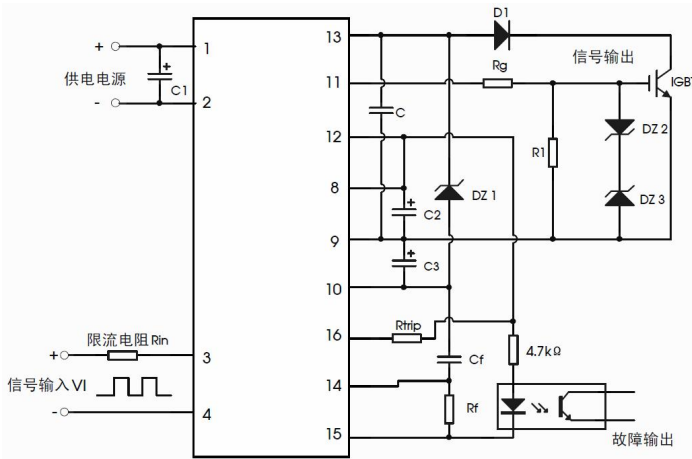 D1
+
1
13
信号输出
供电电源
+
C1
11
Rg
IGBT
-
2
C
12
R1
DZ 2
8
+
C2
DZ 1
DZ 3
9
+
C3
10
Rtrip
限流电阻Rin
16
+
3
4.7kΩ
Cf
信号输入VI
14
Rf
-
4
15
故障输出